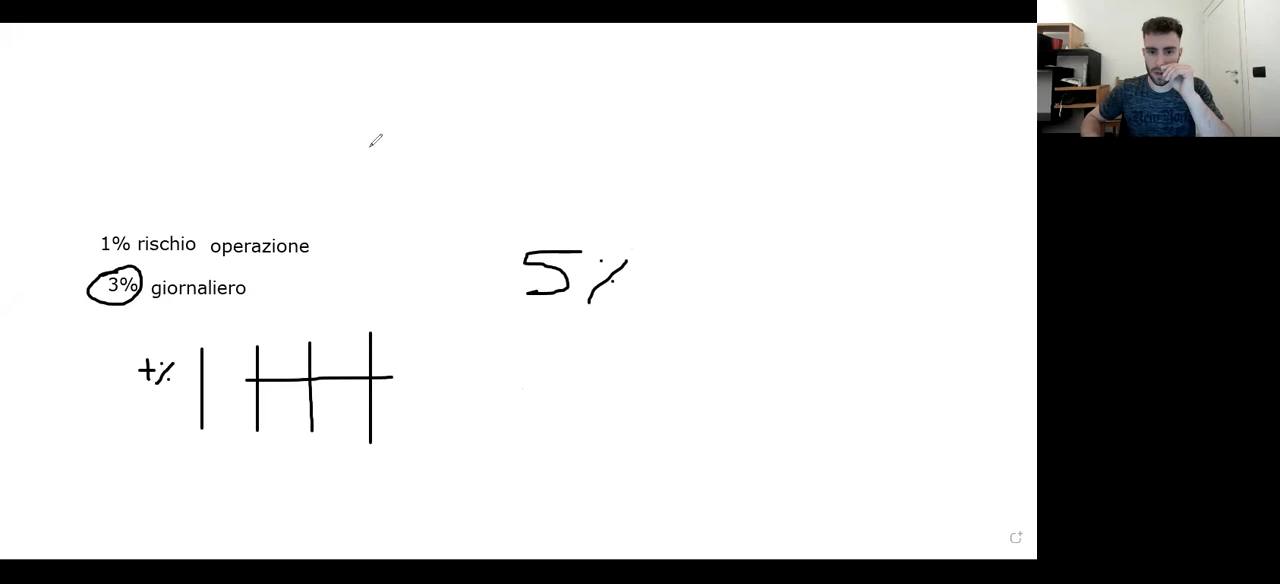 1% rischio operazione
3% giornaliero
5%
+%